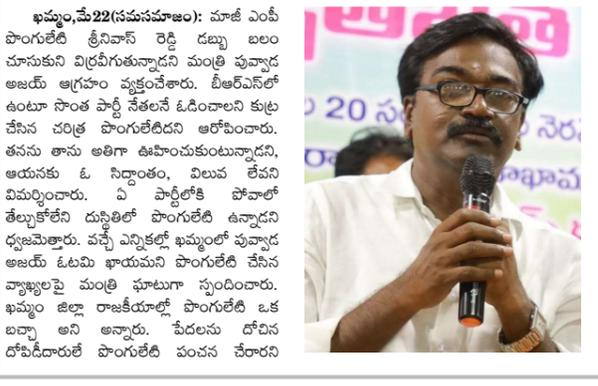 ఖమ్మం,మే22(సమసమాజం): మాజీ ఎంపీ
పొంగులేటి శ్రీనివాస్ రెడ్డి డబ్బు బలం
చూసుకుని విర్రవీగుతున్నాడని మంత్రి పువ్వాడ
అజయ్ ఆగ్రహం వ్యక్తంచేశారు. బీఆర్ఎస్‌లో
ఉంటూ సొంత పార్టీ నేతలనే ఓడించాలని కుట్ర
చేసిన చరిత్ర పొంగులేటిదని ఆరోపించారు.
తనను తాను అతిగా ఊహించుకుంటున్నాడని,
ఆయనకు ఓ సిద్దాంతం, విలువ లేవని
విమర్శించారు. ఏ పార్టీలోకి పోవాలో
తేల్చుకోలేని దుస్థితిలో పొంగులేటి ఉన్నాడని
ధ్వజమెత్తారు. వచ్చే ఎన్నికల్లో ఖమ్మంలో పువ్వాడ
అజయ్ ఓటమి ఖాయమని పొంగులేటి చేసిన
వ్యాఖ్యలపై మంత్రి ఘాటుగా స్పందించారు.
ఖమ్మం జిల్లా రాజకీయాల్లో పొంగులేటి ఒక
బచ్చా అని అన్నారు. పేదలను దోచిన
దోపిడీదారులే పొంగులేటి పంచన చేరారని
ల 20 స
నెర